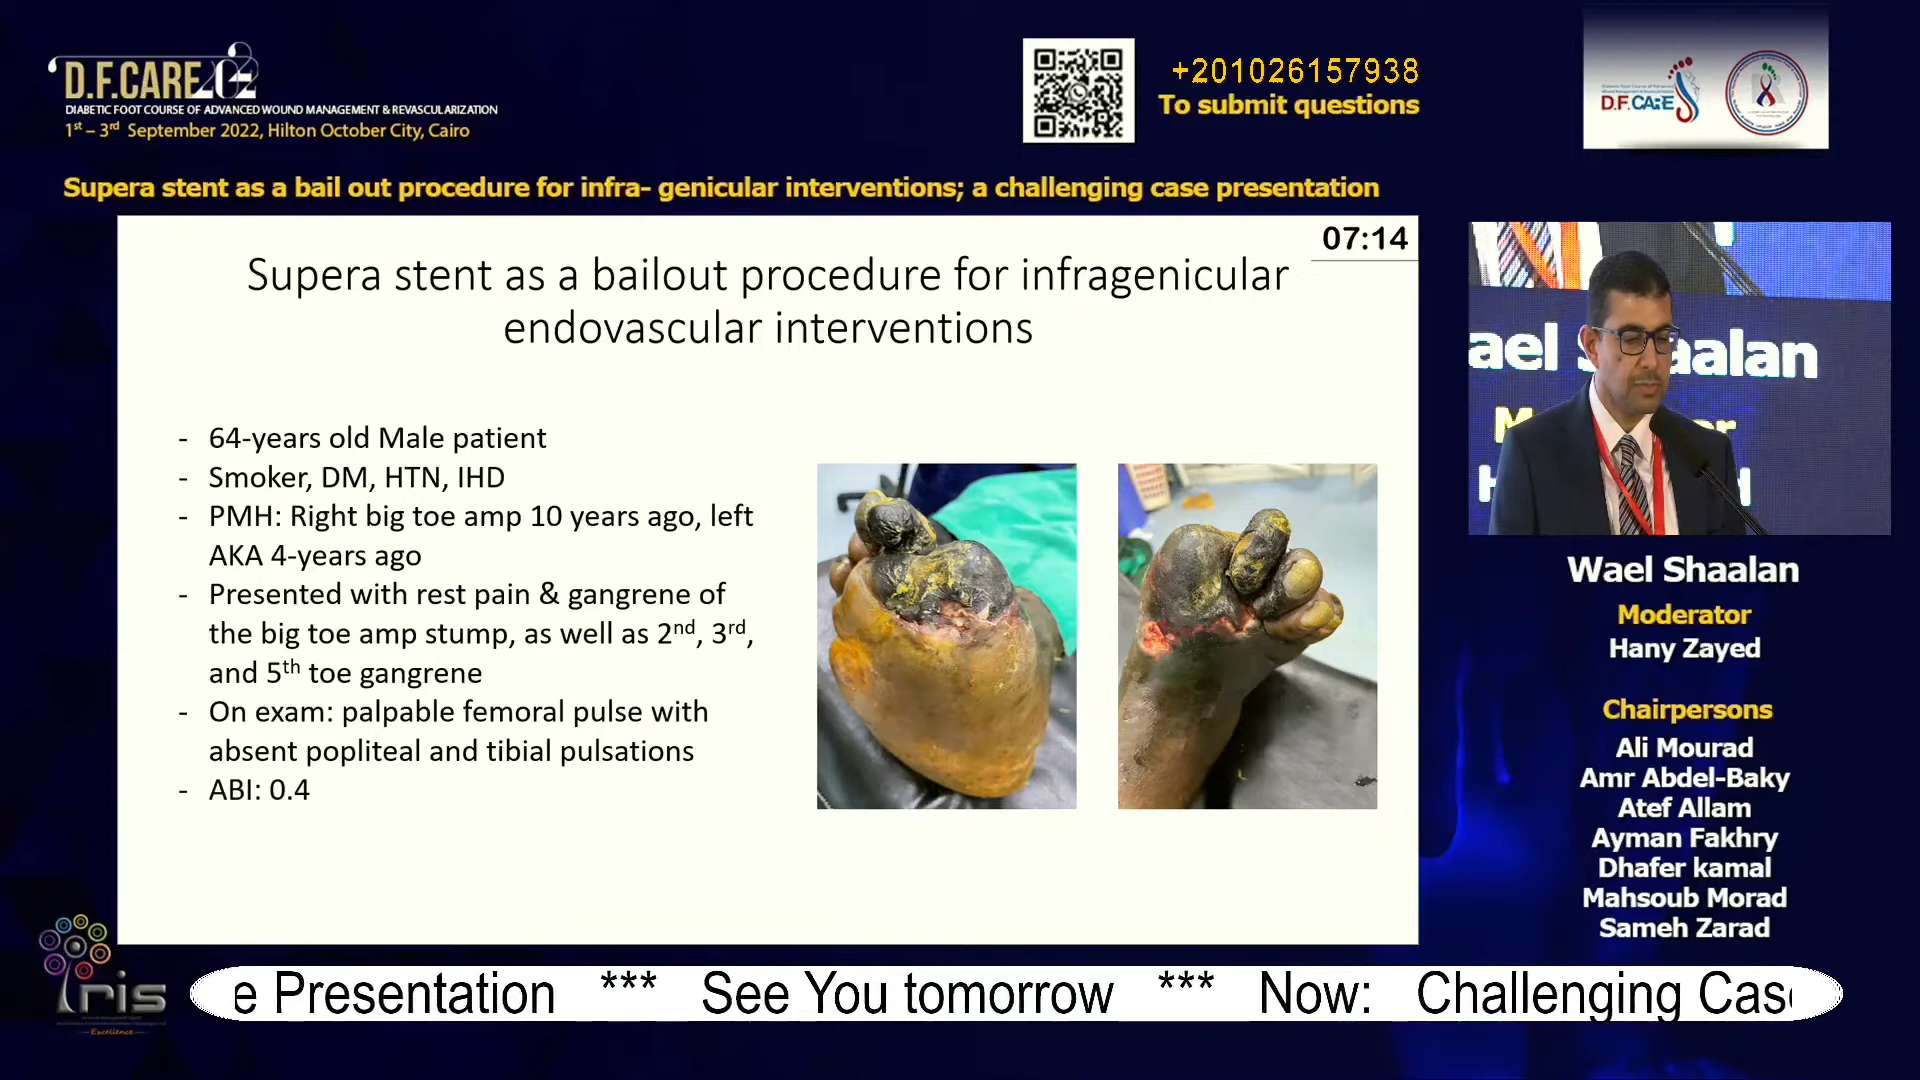 D.F.CARE 2022
DIABETIC FOOT COURSE OF ADVANCED WOUND MANAGEMENT & REVASCULARIZATION
1st – 3rd September 2022, Hilton October City, Cairo
+201026157938
To submit questions
D.F.CARE
Supera stent as a bail out procedure for infra- genicular interventions; a challenging case presentation
07:14
Supera stent as a bailout procedure for infragenicular
endovascular interventions
- 64-years old Male patient
- Smoker, DM, HTN, IHD
- PMH: Right big toe amp 10 years ago, left
AKA 4-years ago
- Presented with rest pain & gangrene of
the big toe amp stump, as well as 2nd, 3rd,
and 5th toe gangrene
- On exam: palpable femoral pulse with
absent popliteal and tibial pulsations
- ABI: 0.4
ael S aalan
Wael Shaalan
Moderator
Hany Zayed
Chairpersons
Ali Mourad
Amr Abdel-Baky
Atef Allam
Ayman Fakhry
Dhafer kamal
Mahsoub Morad
Sameh Zarad
iris
Excellence
e Presentation *** See You tomorrow *** Now: Challenging Cas